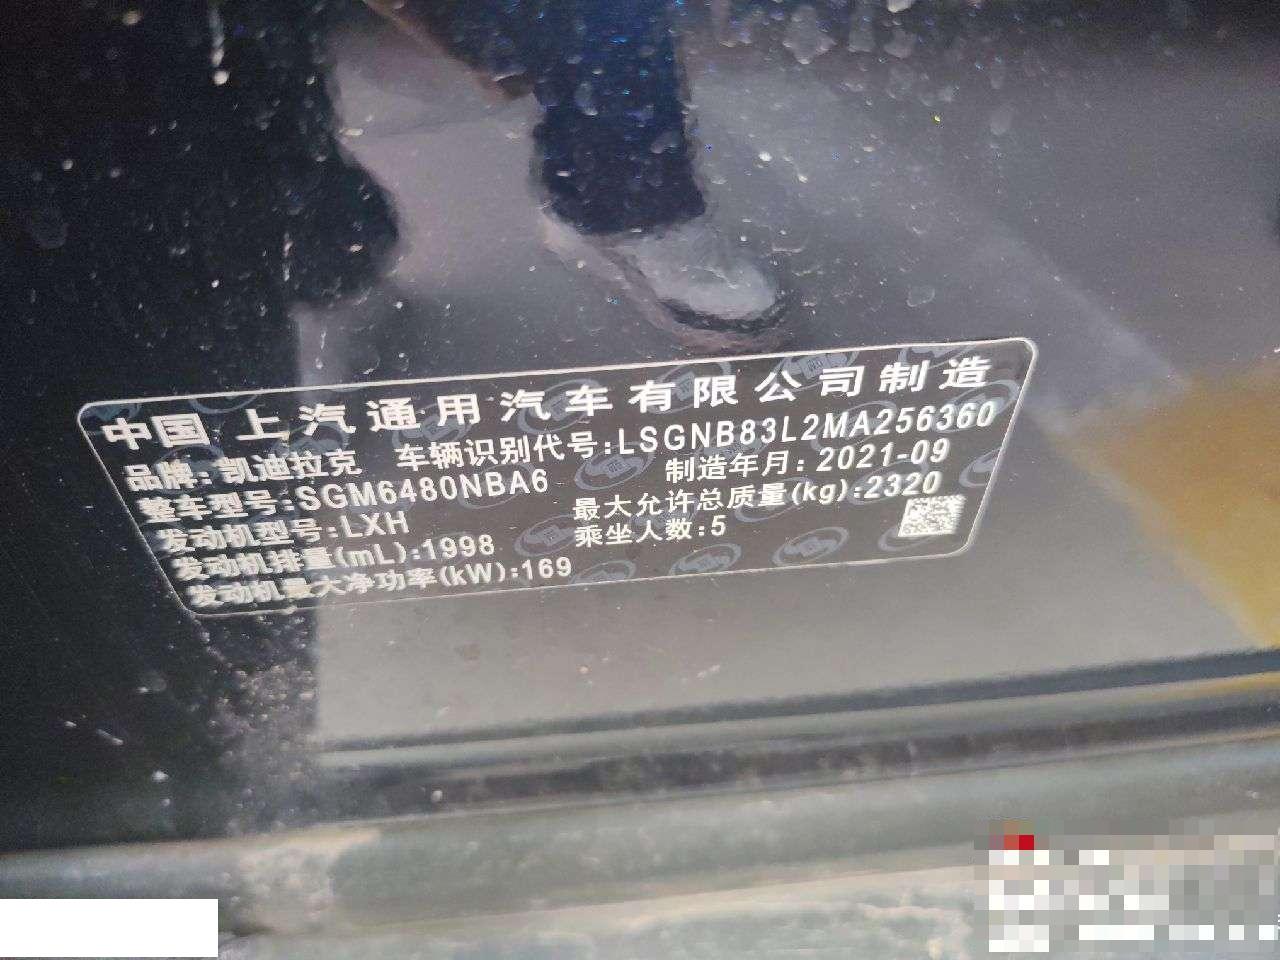 中国 上汽通用汽车有限公司制造
品牌:凯迪拉克 车辆识别代号:LSGNB83L2MA256360
整车型号:SGM6480NBA6 制造年月:2021-09
发动机型号:LXH 最大允许总质量(kg):2320
发动机排量(mL):1998 乘坐人数:5
发动机最大净功率(kW):169